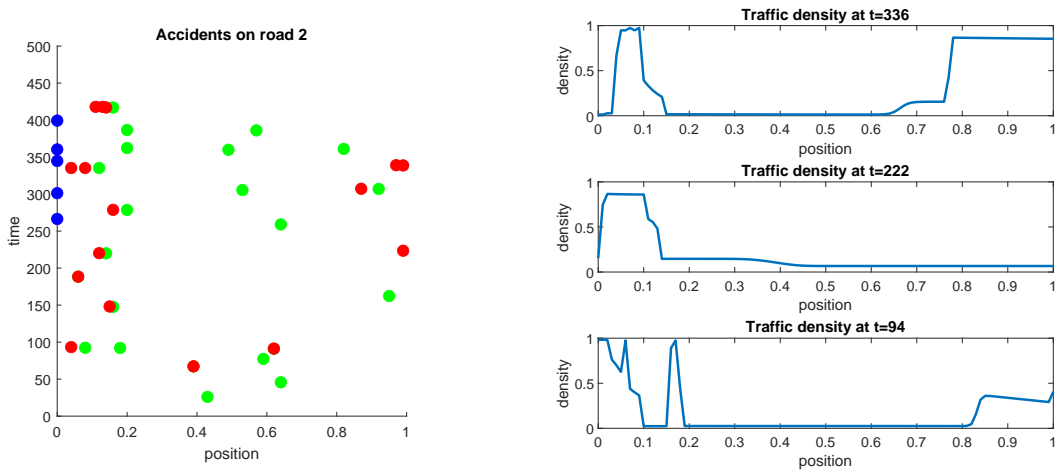 Accidents on road 2
500
450
400
350
300
250
200
150
100
50
0
time
0 0.2 0.4 0.6 0.8 1
position
Traffic density at t=336
1
0.5
0
density
0 0.1 0.2 0.3 0.4 0.5 0.6 0.7 0.8 0.9 1
position
Traffic density at t=222
1
0.5
0
density
0 0.1 0.2 0.3 0.4 0.5 0.6 0.7 0.8 0.9 1
position
Traffic density at t=94
1
0.5
0
density
0 0.1 0.2 0.3 0.4 0.5 0.6 0.7 0.8 0.9 1
position